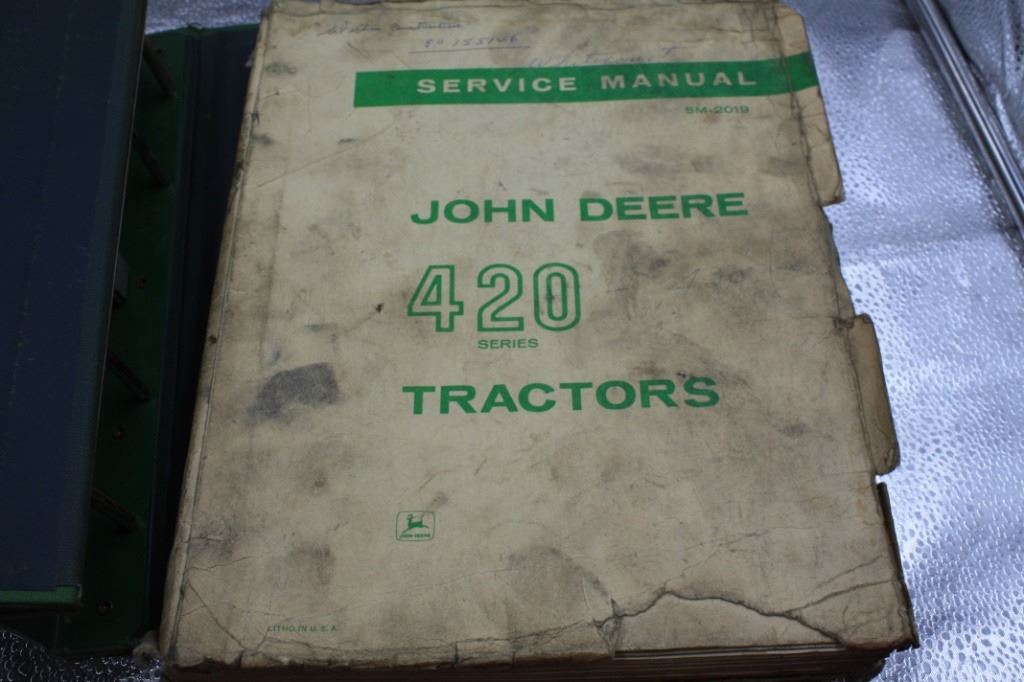 SERVICE MANUAL
SM-2019
JOHN DEERE
420
SERIES
TRACTORS
JOHN DEERE
LITHO IN U. S. A.